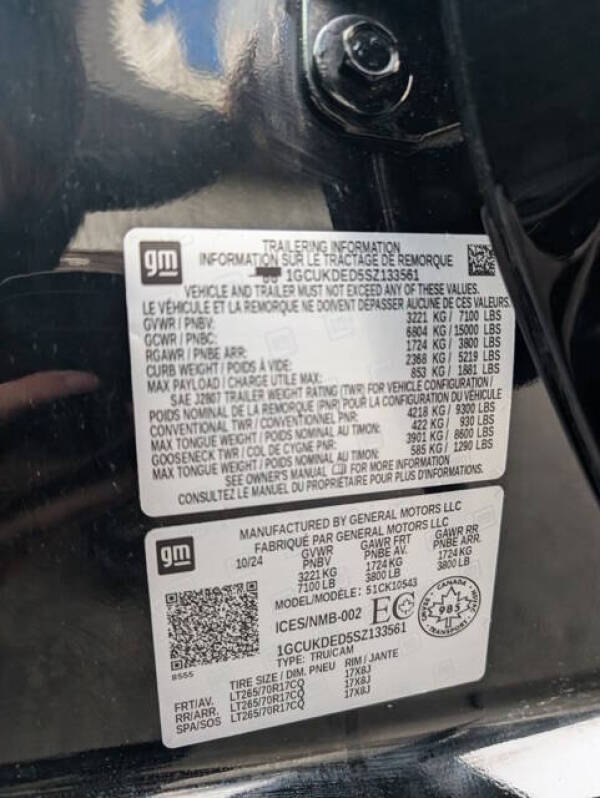 gm
TRAILERING INFORMATION
INFORMATION SUR LE TRACTAGE DE REMORQUE
1GCUKDED5SZ133561
VEHICLE AND TRAILER MUST NOT EXCEED ANY OF THESE VALUES.
LE VÉHICULE ET LA REMORQUE NE DOIVENT DÉPASSER AUCUNE DE CES VALEURS.
GVWR / PNBV: 3221 KG / 7100 LBS
GCWR / PNBC: 6804 KG / 15000 LBS
RGAWR / PNBE ARR: 1724 KG / 3800 LBS
CURB WEIGHT / POIDS À VIDE: 2368 KG / 5219 LBS
MAX PAYLOAD / CHARGE UTILE MAX: 853 KG / 1881 LBS
SAE J2807 TRAILER WEIGHT RATING (TWR) FOR VEHICLE CONFIGURATION /
POIDS NOMINAL DE LA REMORQUE (PNR) POUR LA CONFIGURATION DU VÉHICULE
CONVENTIONAL TWR / CONVENTIONNEL PNR: 4218 KG / 9300 LBS
MAX TONGUE WEIGHT / POIDS NOMINAL AU TIMON: 422 KG / 930 LBS
GOOSENECK TWR / COL DE CYGNE PNR: 3901 KG / 8600 LBS
MAX TONGUE WEIGHT / POIDS NOMINAL AU TIMON: 585 KG / 1290 LBS
SEE OWNER'S MANUAL FOR MORE INFORMATION
CONSULTEZ LE MANUEL DU PROPRIÉTAIRE POUR PLUS D'INFORMATIONS.
gm
MANUFACTURED BY GENERAL MOTORS LLC
FABRIQUÉ PAR GENERAL MOTORS LLC
10/24 GVWR GAWR FRT GAWR RR
PNBV PNBE AV. PNBE ARR.
3221 KG 1724 KG 1724 KG
7100 LB 3800 LB 3800 LB
MODEL/MODÈLE: 51CK10543
ICES/NMB-002 EC
CANADA 985
1GCUKDED5SZ133561
TYPE: TRU/CAM
8555
TIRE SIZE / DIM. PNEU RIM / JANTE
FRT/AV. LT265/70R17CQ 17X8J
RR/ARR. LT265/70R17CQ 17X8J
SPA/SOS LT265/70R17CQ 17X8J